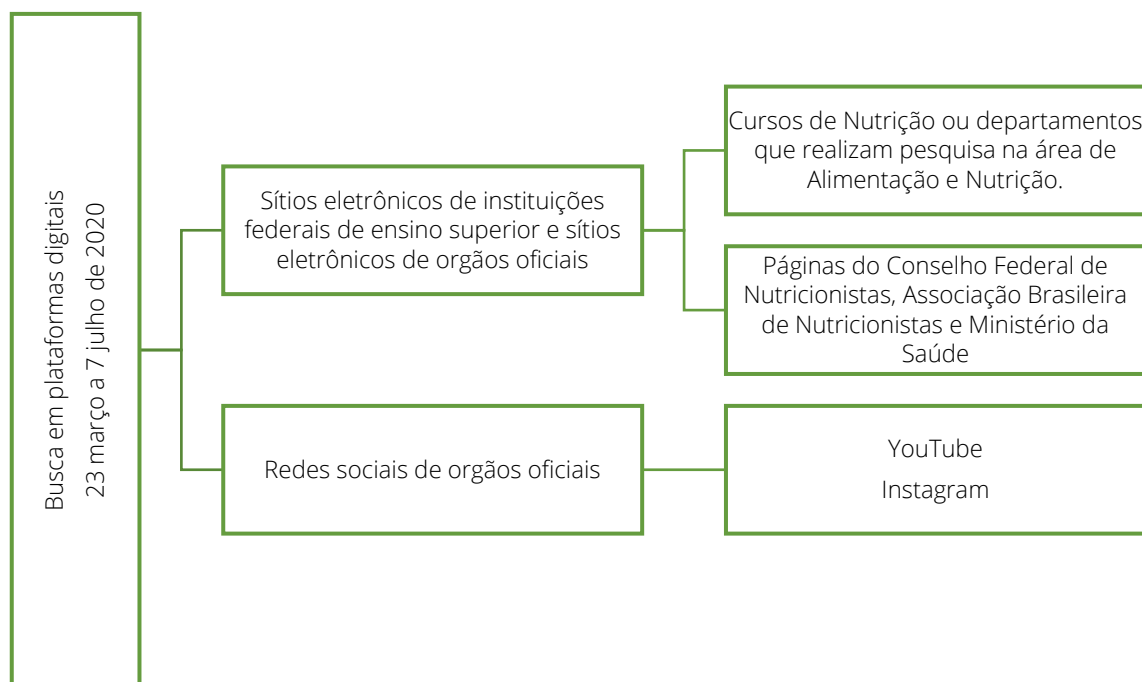 Busca em plataformas digitais
23 março a 7 julho de 2020
Sítios eletrônicos de instituições
federais de ensino superior e sítios
eletrônicos de orgãos oficiais
Cursos de Nutrição ou departamentos
que realizam pesquisa na área de
Alimentação e Nutrição.
Páginas do Conselho Federal de
Nutricionistas, Associação Brasileira
de Nutricionistas e Ministério da
Saúde
Redes sociais de orgãos oficiais
YouTube
Instagram